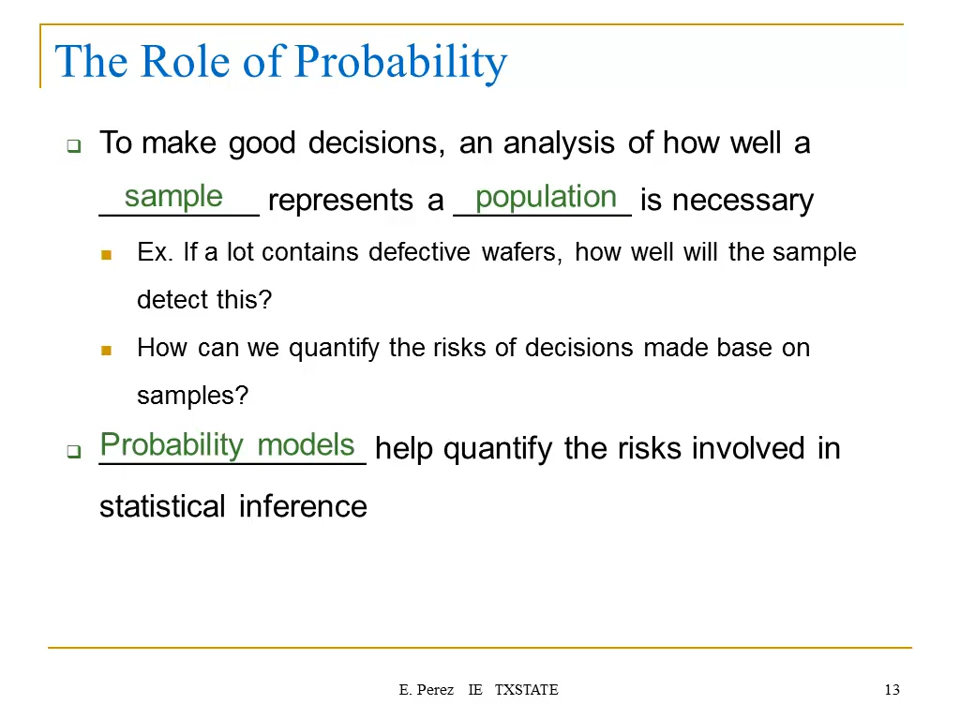 The Role of Probability
To make good decisions, an analysis of how well a
sample represents a population is necessary
Ex. If a lot contains defective wafers, how well will the sample
detect this?
How can we quantify the risks of decisions made base on
samples?
Probability models help quantify the risks involved in
statistical inference
E. Perez IE TXSTATE 13